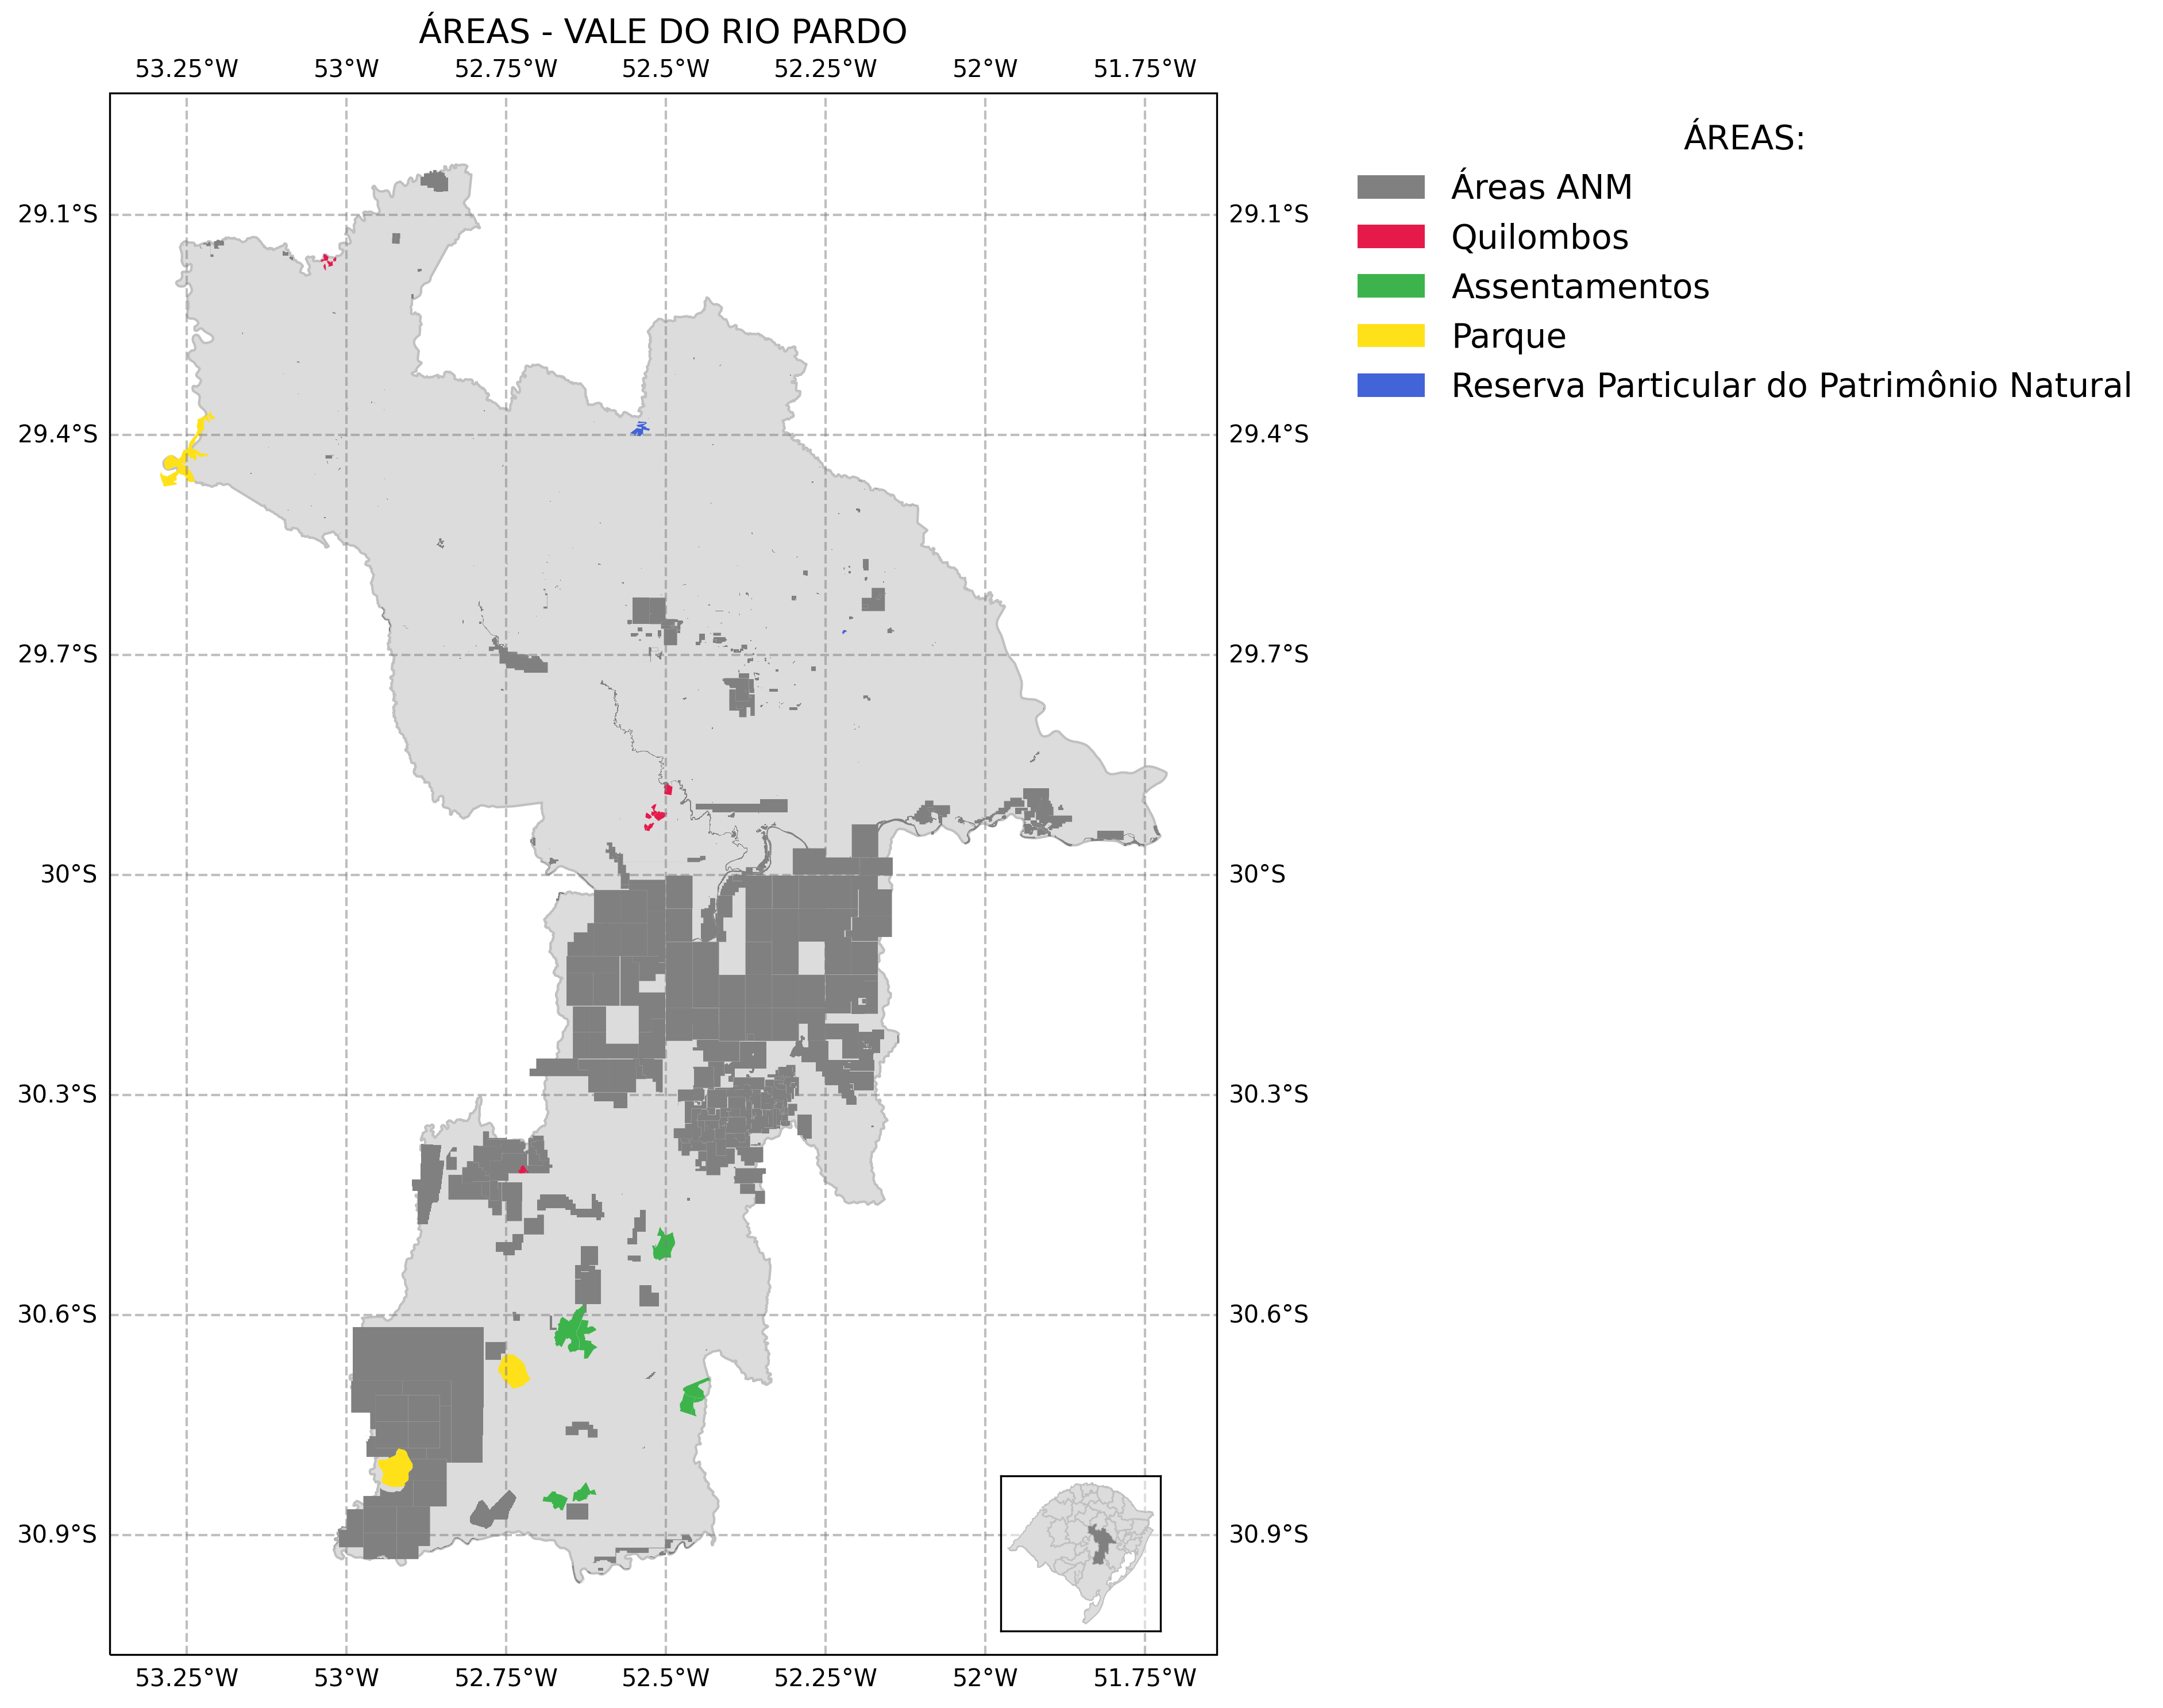 ÁREAS - VALE DO RIO PARDO
53.25°W 53°W 52.75°W 52.5°W 52.25°W 52°W 51.75°W
ÁREAS:
Áreas ANM
Quilombos
Assentamentos
Parque
Reserva Particular do Patrimônio Natural
29.1°S 29.1°S
29.4°S 29.4°S
29.7°S 29.7°S
30°S 30°S
30.3°S 30.3°S
30.6°S 30.6°S
30.9°S 30.9°S
53.25°W 53°W 52.75°W 52.5°W 52.25°W 52°W 51.75°W